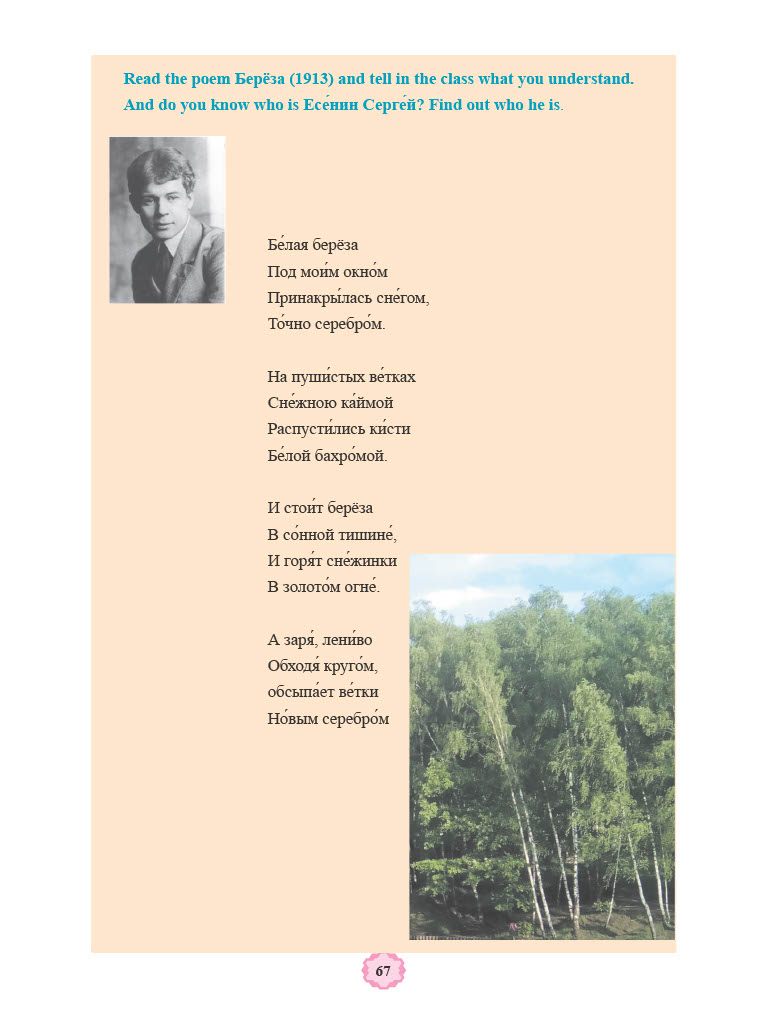 Read the poem Берёза (1913) and tell in the class what you understand.
And do you know who is Есе́нин Серге́й? Find out who he is.
Бе́лая берёза
Под мои́м окно́м
Принакры́лась сне́гом,
То́чно серебро́м.
На пуши́стых ве́тках
Сне́жною ка́ймой
Распусти́лись ки́сти
Бе́лой бахро́мой.
И стои́т берёза
В со́нной тишине́,
И горя́т сне́жинки
В золото́м огне́.
А заря́, лени́во
Обходя́ круго́м,
обсыпа́ет ве́тки
Но́вым серебро́м
67